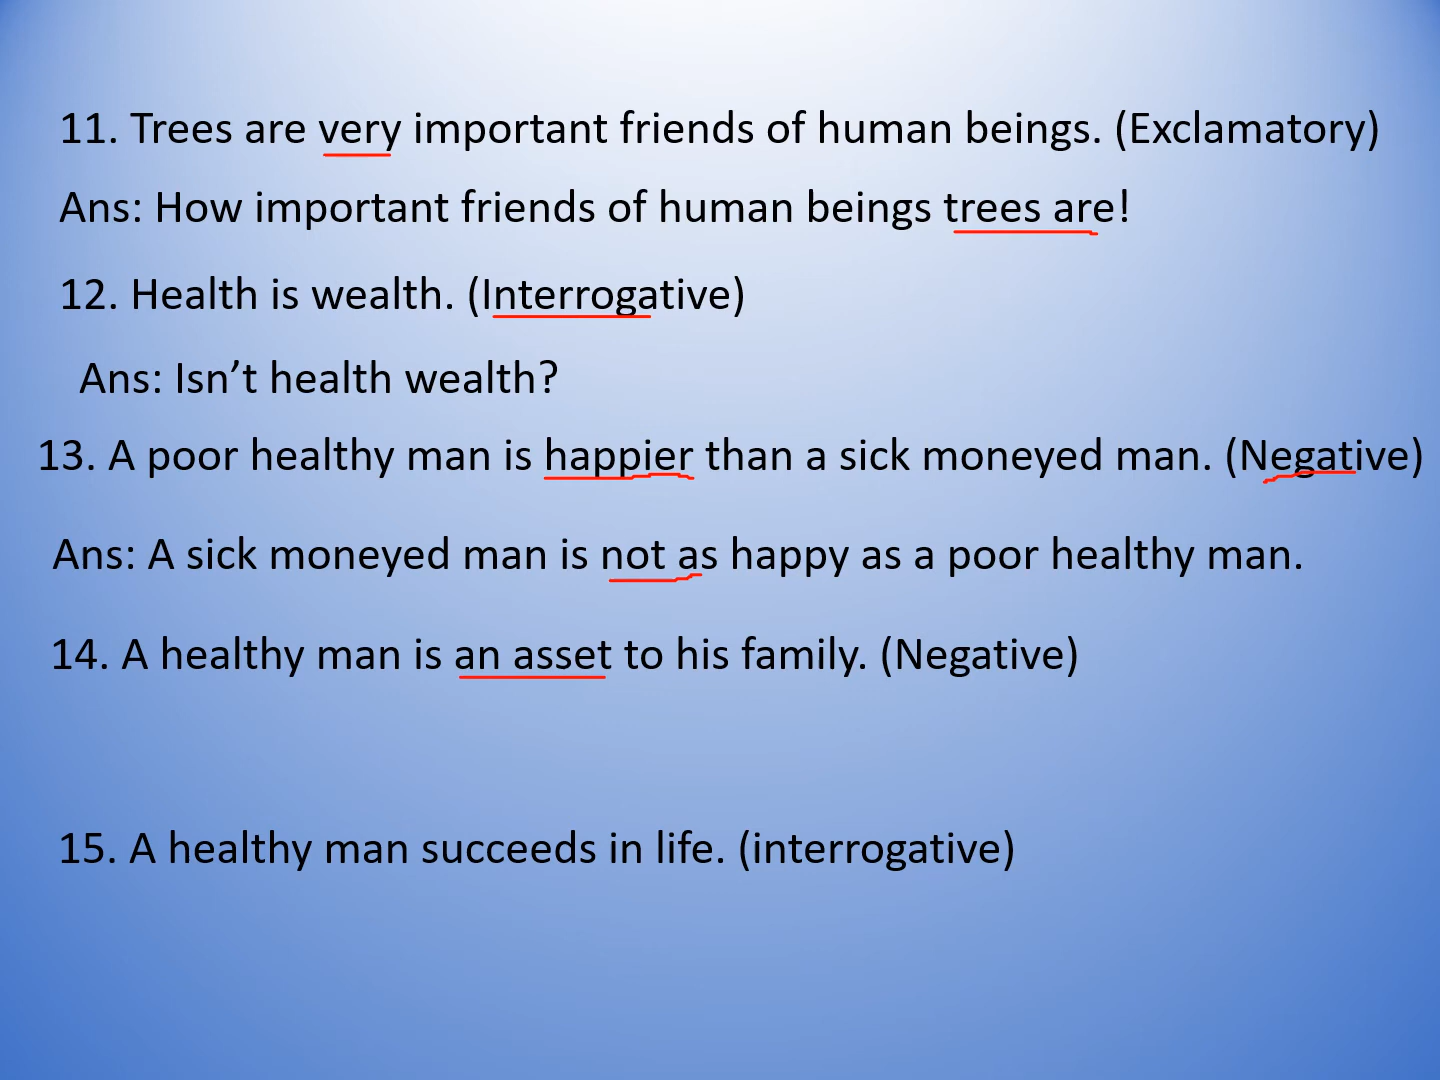 11. Trees are very important friends of human beings. (Exclamatory)
Ans: How important friends of human beings trees are!
12. Health is wealth. (Interrogative)
Ans: Isn’t health wealth?
13. A poor healthy man is happier than a sick moneyed man. (Negative)
Ans: A sick moneyed man is not as happy as a poor healthy man.
14. A healthy man is an asset to his family. (Negative)
15. A healthy man succeeds in life. (interrogative)